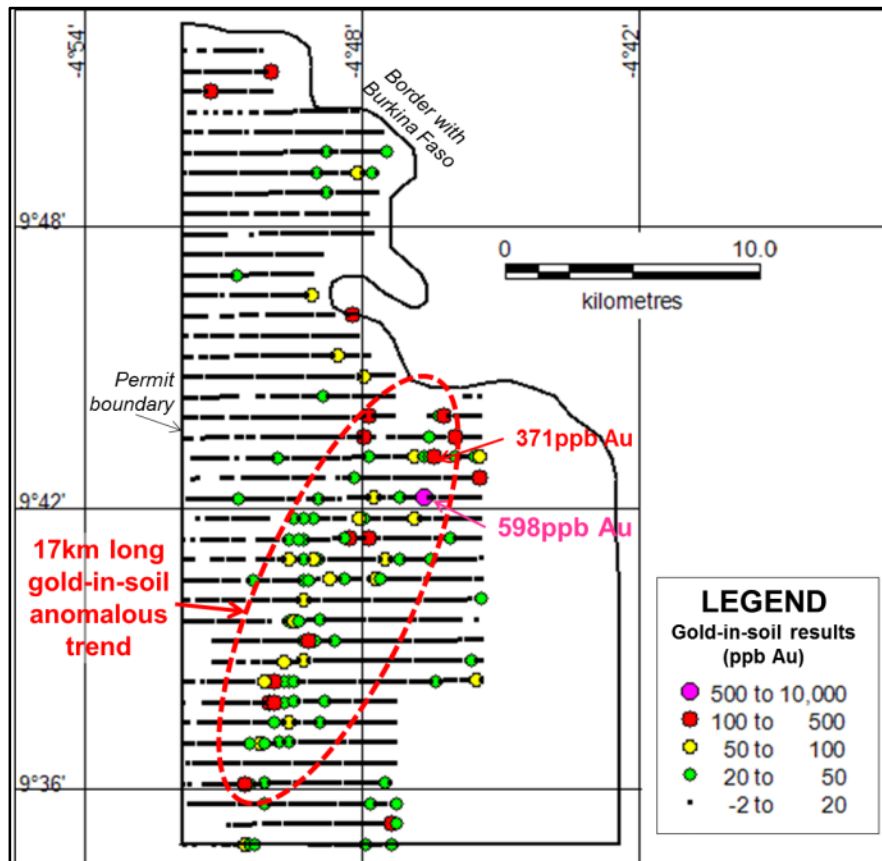 -4°54'
-4°48'
-4°42'
Border with
Burkina Faso
9°48'
0 10.0
kilometres
Permit
boundary
371ppb Au
9°42'
598ppb Au
17km long
gold-in-soil
anomalous
trend
9°36'
LEGEND
Gold-in-soil results
(ppb Au)
500 to 10,000
100 to 500
50 to 100
20 to 50
-2 to 20